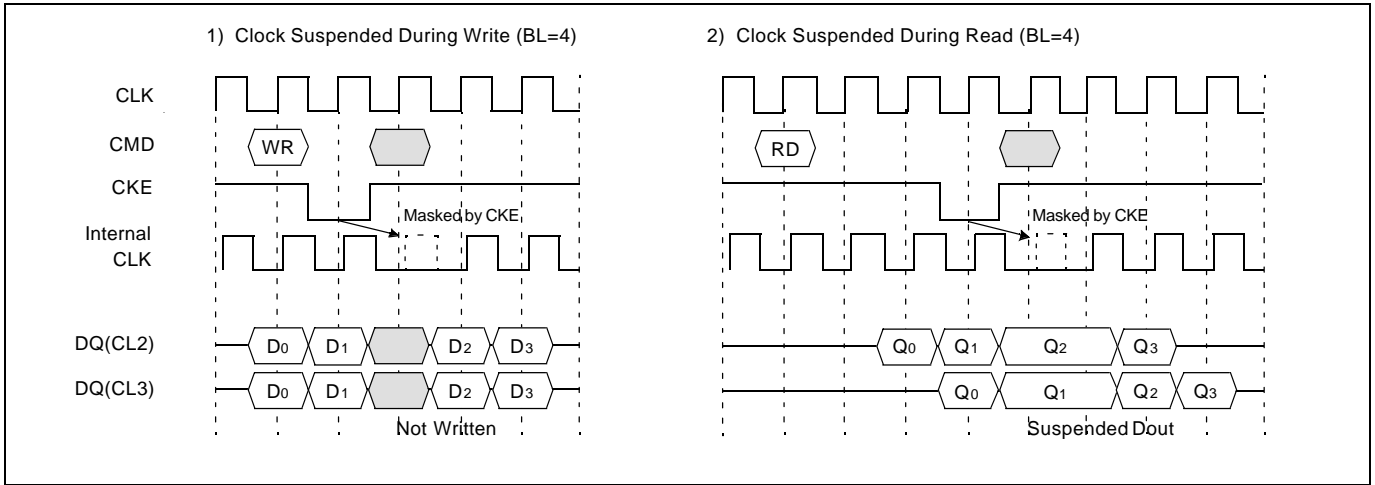 1) Clock Suspended During Write (BL=4)
2) Clock Suspended During Read (BL=4)
CLK
CMD
WR
RD
CKE
Masked by CKE
Masked by CKE
Internal
CLK
DQ(CL2)
D0 D1 D2 D3
Q0 Q1 Q2 Q3
DQ(CL3)
D0 D1 D2 D3
Q0 Q1 Q2 Q3
Not Written
Suspended Dout